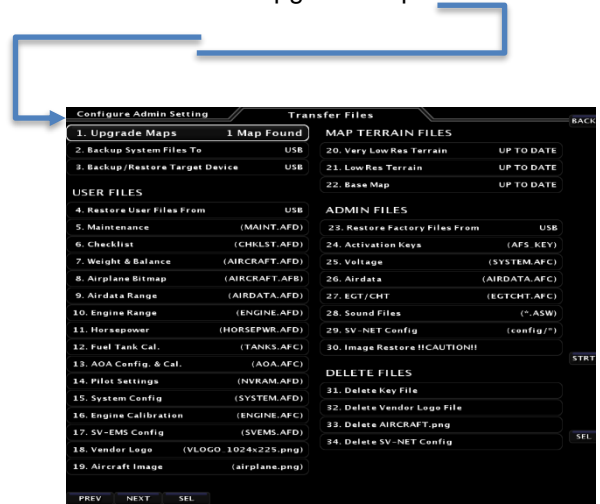 Configure Admin Setting
Transfer Files
BACK
1. Upgrade Maps 1 Map Found
2. Backup System Files To USB
3. Backup/Restore Target Device USB
USER FILES
4. Restore User Files From USB
5. Maintenance (MAINT.AFD)
6. Checklist (CHKLST.AFD)
7. Weight & Balance (AIRCRAFT.AFD)
8. Airplane Bitmap (AIRCRAFT.AFB)
9. Airdata Range (AIRDATA.AFD)
10. Engine Range (ENGINE.AFD)
11. Horsepower (HORSEPWR.AFD)
12. Fuel Tank Cal. (TANKS.AFC)
13. AOA Config. & Cal. (AOA.AFC)
14. Pilot Settings (NVRAM.AFD)
15. System Config (SYSTEM.AFD)
16. Engine Calibration (ENGINE.AFC)
17. SV-EMS Config (SVEMS.AFD)
18. Vendor Logo (VLOGO_1024x225.png)
19. Aircraft Image (airplane.png)
MAP TERRAIN FILES
20. Very Low Res Terrain UP TO DATE
21. Low Res Terrain UP TO DATE
22. Base Map UP TO DATE
ADMIN FILES
23. Restore Factory Files From USB
24. Activation Keys (AFS_KEY)
25. Voltage (SYSTEM.AFC)
26. Airdata (AIRDATA.AFC)
27. EGT/CHT (EGTCHT.AFC)
28. Sound Files (*.ASW)
29. SV-NET Config (config/*)
30. Image Restore !!CAUTION!!
DELETE FILES
31. Delete Key File
32. Delete Vendor Logo File
33. Delete AIRCRAFT.png
34. Delete SV-NET Config
STRT
SEL
PREV NEXT SEL